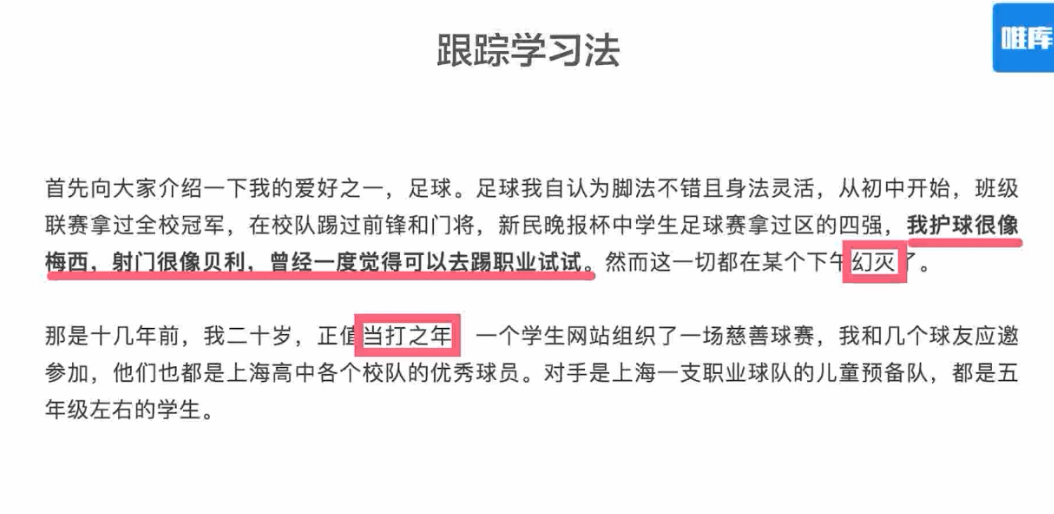 跟踪学习法
唯库
首先向大家介绍一下我的爱好之一，足球。足球我自认为脚法不错且身法灵活，从初中开始，班级
联赛拿过全校冠军，在校队踢过前锋和门将，新民晚报杯中学生足球赛拿过区的四强，我护球很像
梅西，射门很像贝利，曾经一度觉得可以去踢职业试试。然而这一切都在某个下午幻灭了。
那是十几年前，我二十岁，正值当打之年 一个学生网站组织了一场慈善球赛，我和几个球友应邀
参加，他们也都是上海高中各个校队的优秀球员。对手是上海一支职业球队的儿童预备队，都是五
年级左右的学生。